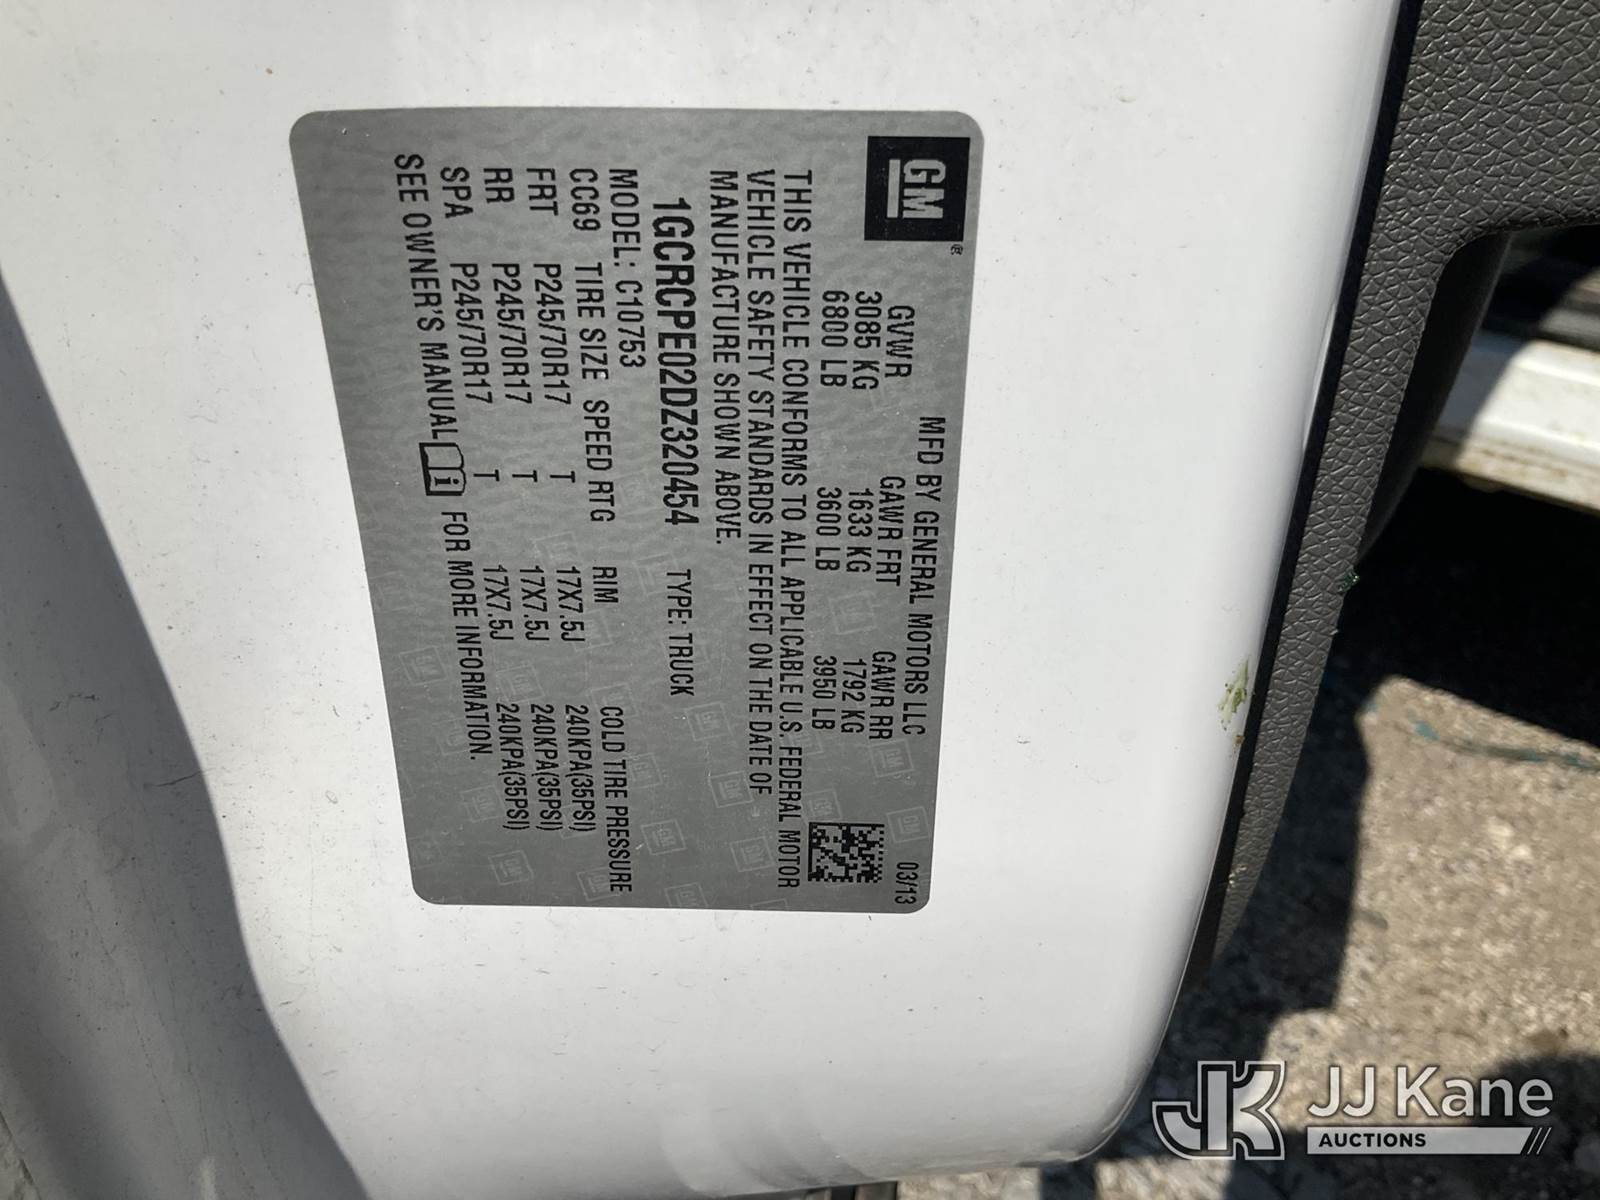 GM®
MFD BY GENERAL MOTORS LLC 03/13
GVWR GAWR FRT GAWR RR
3085 KG 1633 KG 1792 KG
6800 LB 3600 LB 3950 LB
THIS VEHICLE CONFORMS TO ALL APPLICABLE U.S. FEDERAL MOTOR
VEHICLE SAFETY STANDARDS IN EFFECT ON THE DATE OF
MANUFACTURE SHOWN ABOVE.
1GCRCPE02DZ320454 TYPE: TRUCK
MODEL: C10753
CC69 TIRE SIZE SPEED RTG RIM COLD TIRE PRESSURE
FRT P245/70R17 T 17X7.5J 240KPA(35PSI)
RR P245/70R17 T 17X7.5J 240KPA(35PSI)
SPA P245/70R17 T 17X7.5J 240KPA(35PSI)
SEE OWNER'S MANUAL i FOR MORE INFORMATION.
JK JJ Kane
AUCTIONS